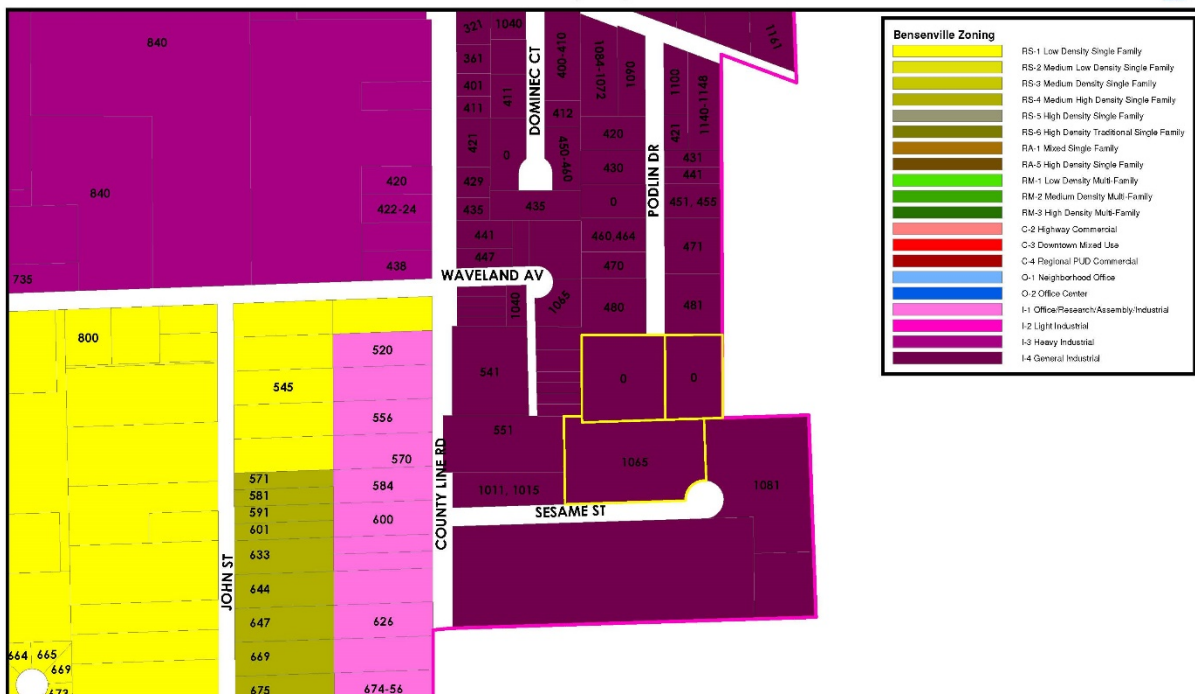 840
321
1040
361
401
411
411
421
429
435
0
DOMINEC CT
400-410
412
450-460
435
1084-1072
1090
420
430
0
460,464
470
480
PODLIN DR
1100
421
1140-1148
431
441
451, 455
471
481
1161
840
420
422-24
438
735
441
447
WAVELAND AV
1040
1065
800
545
520
556
570
584
600
626
674-56
541
551
0
0
1065
1081
1011, 1015
SESAME ST
COUNTY LINE RD
JOHN ST
571
581
591
601
633
644
647
669
675
664
665
669
673
Bensenville Zoning
RS-1 Low Density Single Family
RS-2 Medium Low Density Single Family
RS-3 Medium Density Single Family
RS-4 Medium High Density Single Family
RS-5 High Density Single Family
RS-6 High Density Traditional Single Family
RA-1 Mixed Single Family
RA-5 High Density Single Family
RM-1 Low Density Multi-Family
RM-2 Medium Density Multi-Family
RM-3 High Density Multi-Family
C-2 Highway Commercial
C-3 Downtown Mixed Use
C-4 Regional PUD Commercial
O-1 Neighborhood Office
O-2 Office Center
I-1 Office/Research/Assembly/Industrial
I-2 Light Industrial
I-3 Heavy Industrial
I-4 General Industrial